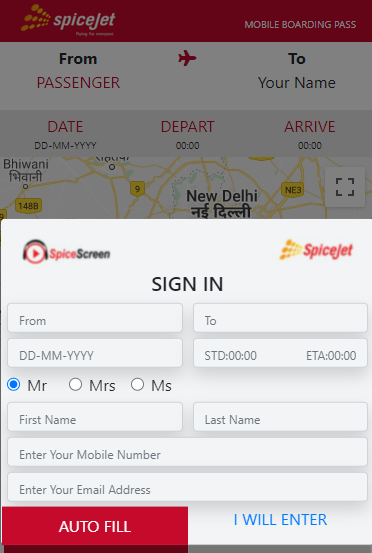 spicejet
flying for everyone
MOBILE BOARDING PASS
From
To
PASSENGER
Your Name
DATE
DEPART
ARRIVE
DD-MM-YYYY
00:00
00:00
Bhiwani
भिवानी
9
9
NE3
148B
New Delhi
नई दिल्ली
SpiceScreen
SpiceJet
SIGN IN
From
To
DD-MM-YYYY
STD:00:00
ETA:00:00
Mr
Mrs
Ms
First Name
Last Name
Enter Your Mobile Number
Enter Your Email Address
AUTO FILL
I WILL ENTER